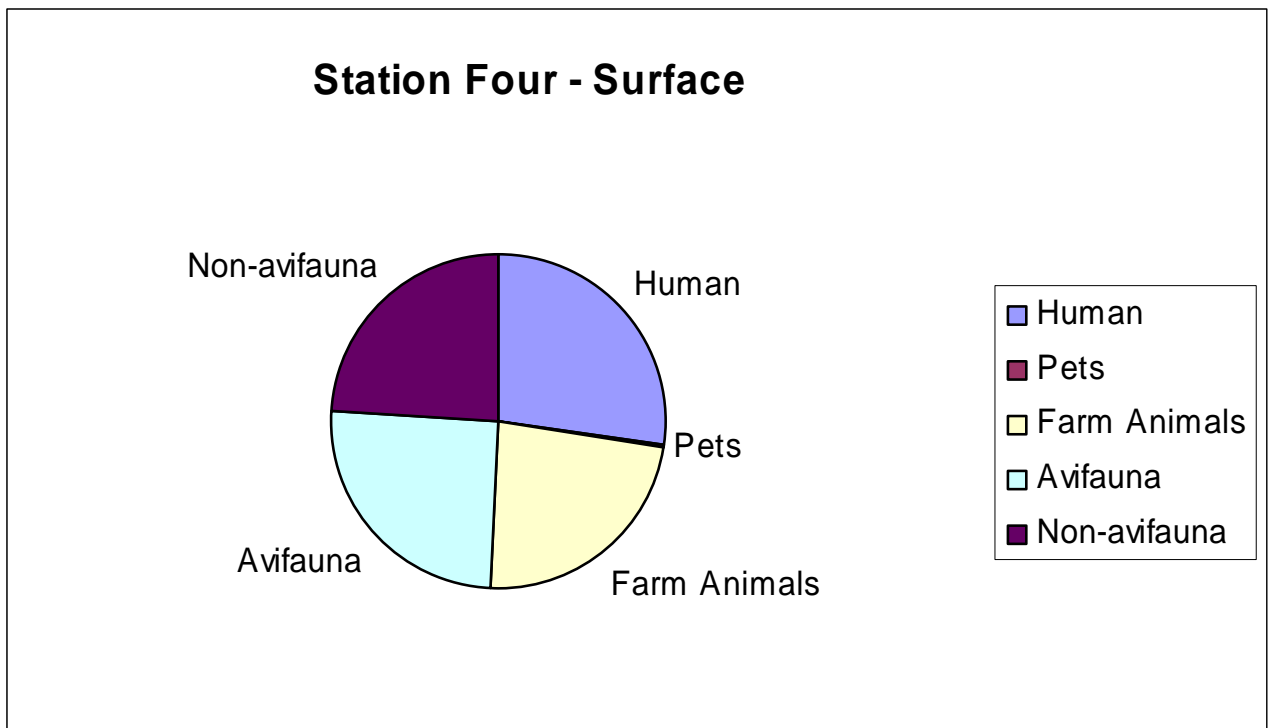 Station Four - Surface
Non-avifauna
Human
Pets
Avifauna
Farm Animals
Human
Pets
Farm Animals
Avifauna
Non-avifauna